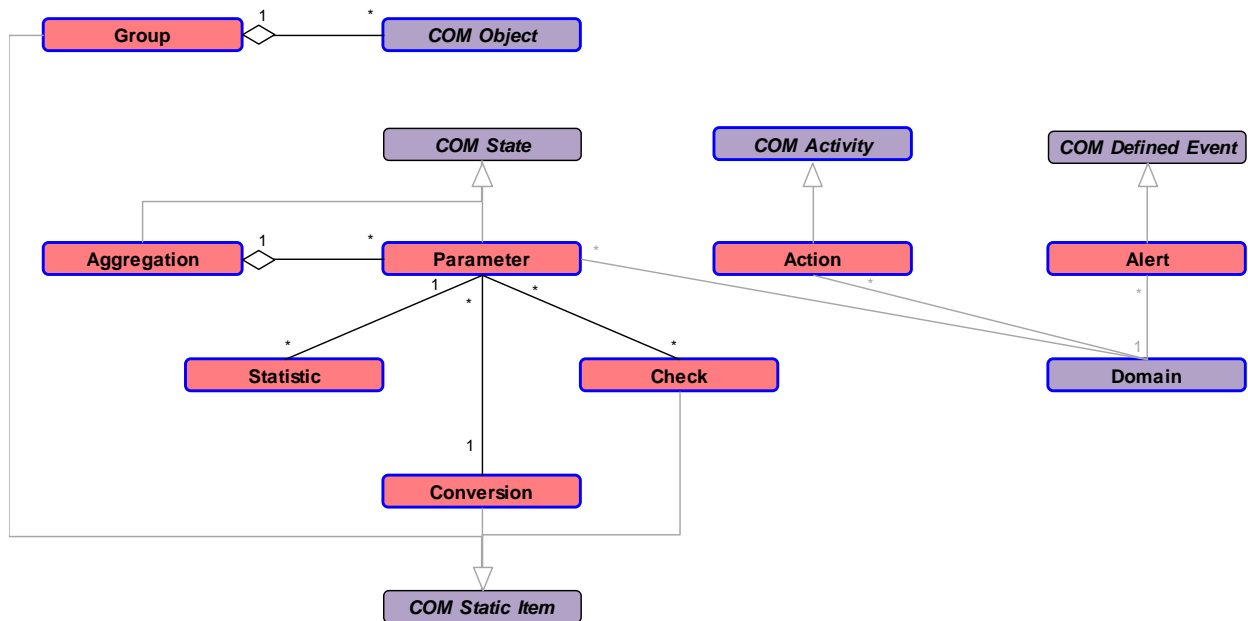 1 *
Group COM Object
COM State COM Activity COM Defined Event
1 * *
Aggregation Parameter Action Alert
1 * * * *
* * 1
Statistic Check Domain
1
Conversion
COM Static Item